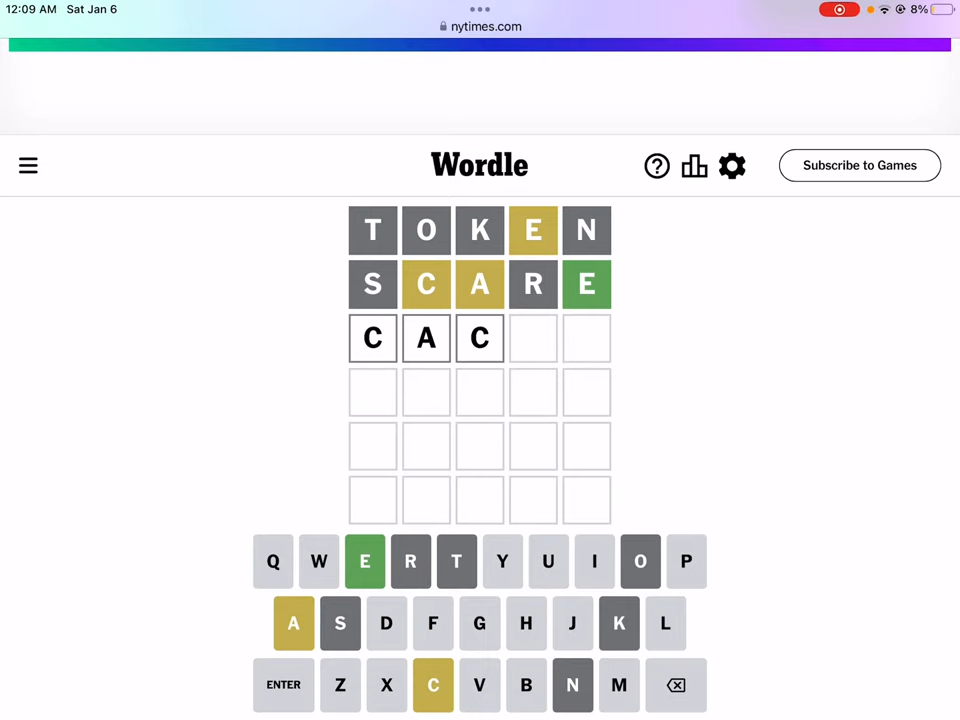 12:09 AM Sat Jan 6 8%
nytimes.com
Wordle
Subscribe to Games
T O K E N
S C A R E
C A C
Q W E R T Y U I O P
A S D F G H J K L
ENTER Z X C V B N M